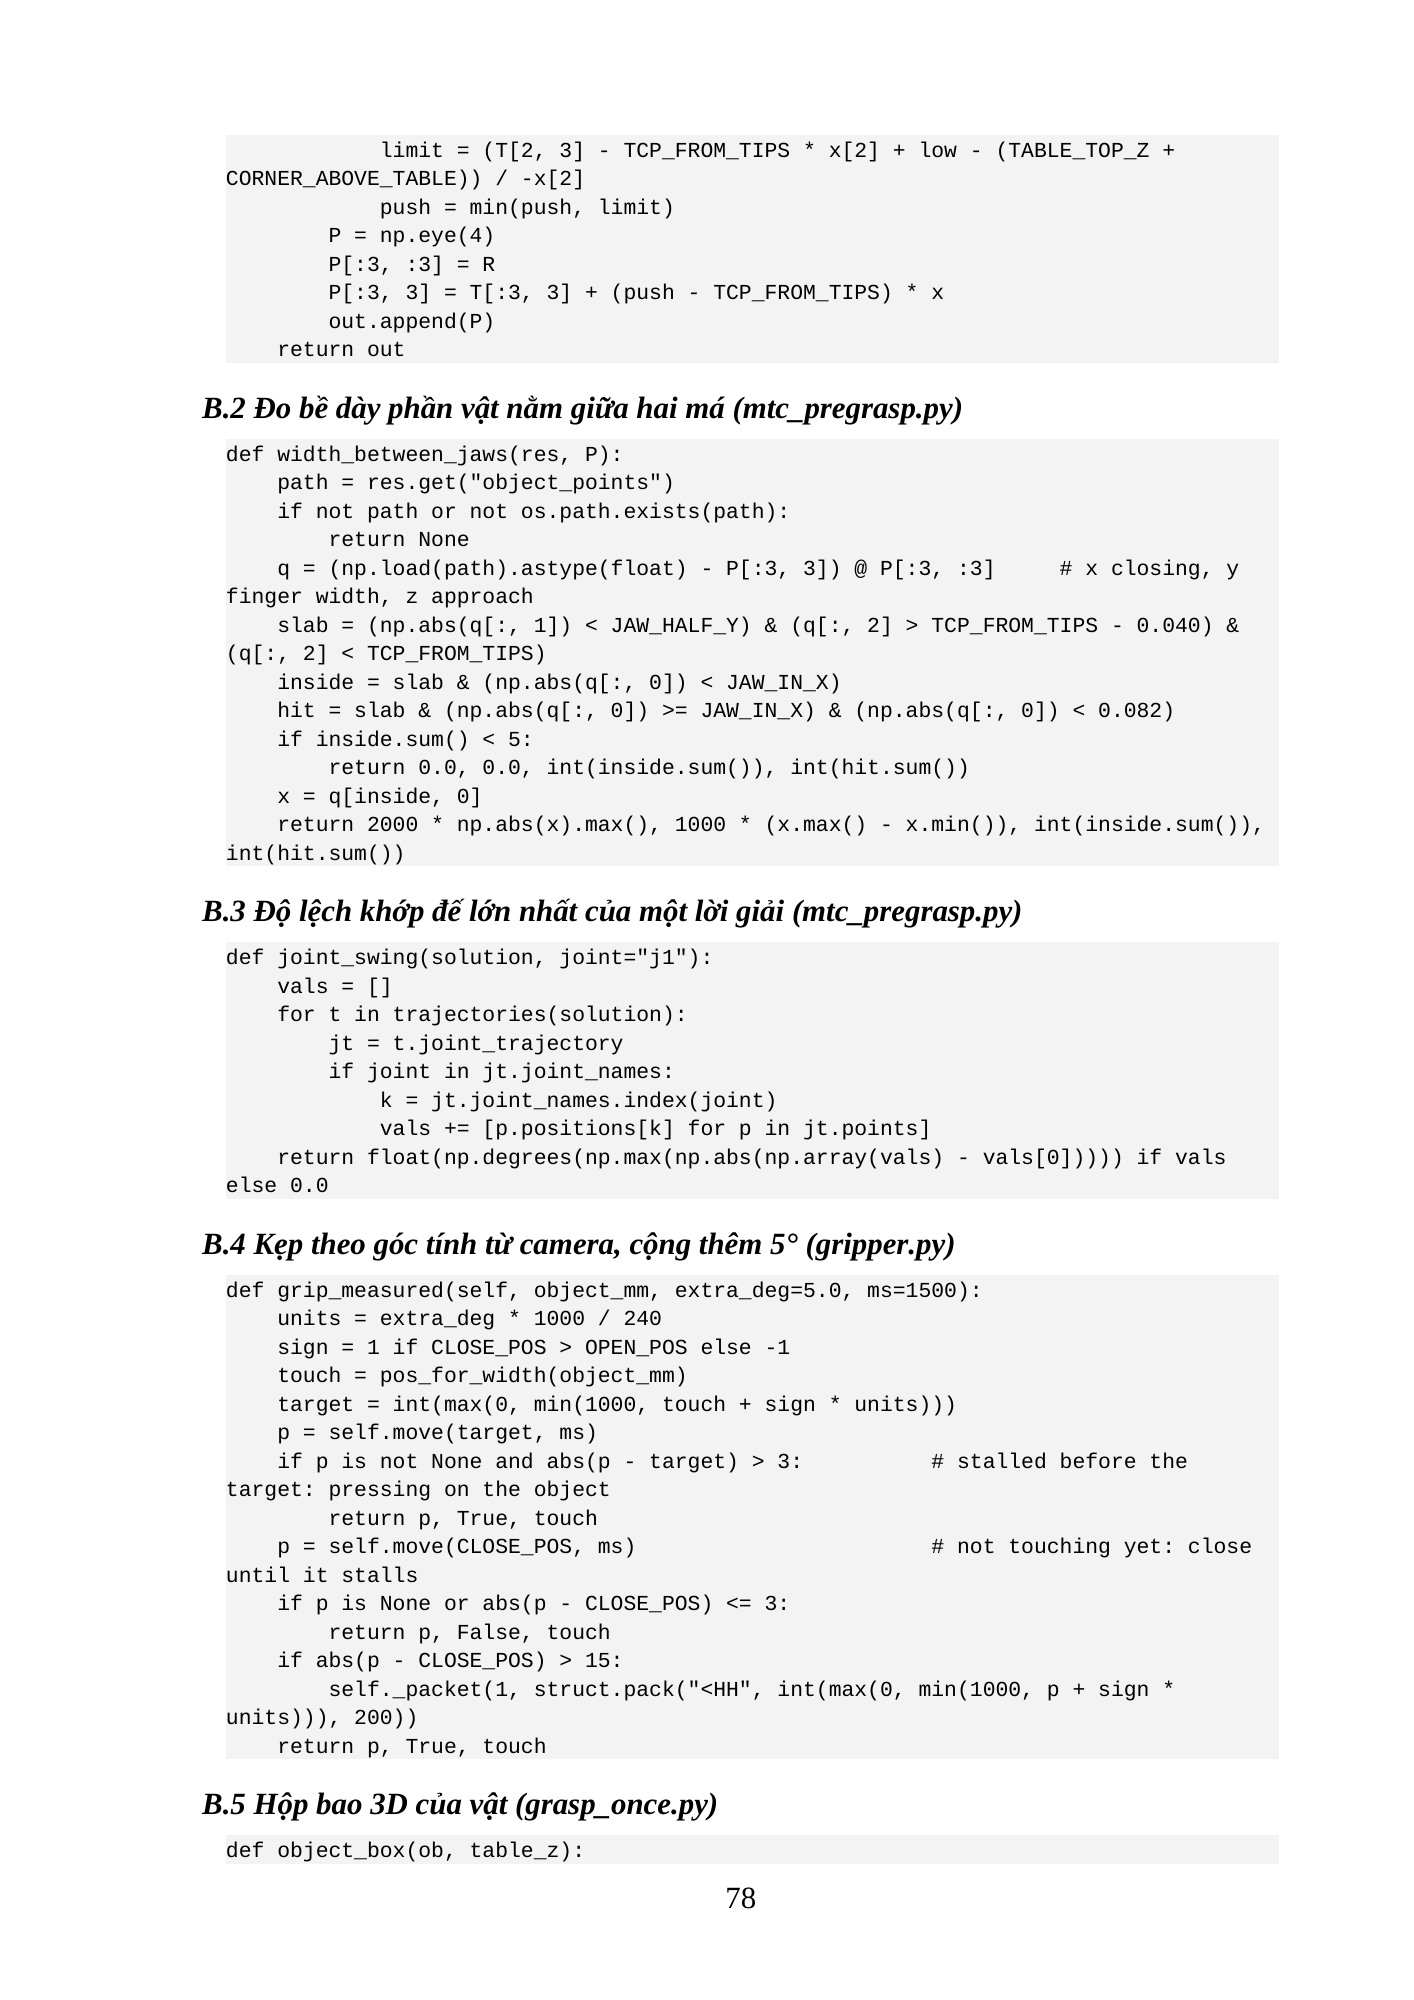 limit = (T[2, 3] - TCP_FROM_TIPS * x[2] + low - (TABLE_TOP_Z +
CORNER_ABOVE_TABLE)) / -x[2]
            push = min(push, limit)
        P = np.eye(4)
        P[:3, :3] = R
        P[:3, 3] = T[:3, 3] + (push - TCP_FROM_TIPS) * x
        out.append(P)
    return out
B.2 Đo bề dày phần vật nằm giữa hai má (mtc_pregrasp.py)
def width_between_jaws(res, P):
    path = res.get("object_points")
    if not path or not os.path.exists(path):
        return None
    q = (np.load(path).astype(float) - P[:3, 3]) @ P[:3, :3]     # x closing, y
finger width, z approach
    slab = (np.abs(q[:, 1]) < JAW_HALF_Y) & (q[:, 2] > TCP_FROM_TIPS - 0.040) &
(q[:, 2] < TCP_FROM_TIPS)
    inside = slab & (np.abs(q[:, 0]) < JAW_IN_X)
    hit = slab & (np.abs(q[:, 0]) >= JAW_IN_X) & (np.abs(q[:, 0]) < 0.082)
    if inside.sum() < 5:
        return 0.0, 0.0, int(inside.sum()), int(hit.sum())
    x = q[inside, 0]
    return 2000 * np.abs(x).max(), 1000 * (x.max() - x.min()), int(inside.sum()),
int(hit.sum())
B.3 Độ lệch khớp đế lớn nhất của một lời giải (mtc_pregrasp.py)
def joint_swing(solution, joint="j1"):
    vals = []
    for t in trajectories(solution):
        jt = t.joint_trajectory
        if joint in jt.joint_names:
            k = jt.joint_names.index(joint)
            vals += [p.positions[k] for p in jt.points]
    return float(np.degrees(np.max(np.abs(np.array(vals) - vals[0])))) if vals
else 0.0
B.4 Kẹp theo góc tính từ camera, cộng thêm 5° (gripper.py)
def grip_measured(self, object_mm, extra_deg=5.0, ms=1500):
    units = extra_deg * 1000 / 240
    sign = 1 if CLOSE_POS > OPEN_POS else -1
    touch = pos_for_width(object_mm)
    target = int(max(0, min(1000, touch + sign * units)))
    p = self.move(target, ms)
    if p is not None and abs(p - target) > 3:          # stalled before the
target: pressing on the object
        return p, True, touch
    p = self.move(CLOSE_POS, ms)                       # not touching yet: close
until it stalls
    if p is None or abs(p - CLOSE_POS) <= 3:
        return p, False, touch
    if abs(p - CLOSE_POS) > 15:
        self._packet(1, struct.pack("<HH", int(max(0, min(1000, p + sign *
units))), 200))
    return p, True, touch
B.5 Hộp bao 3D của vật (grasp_once.py)
def object_box(ob, table_z):
78